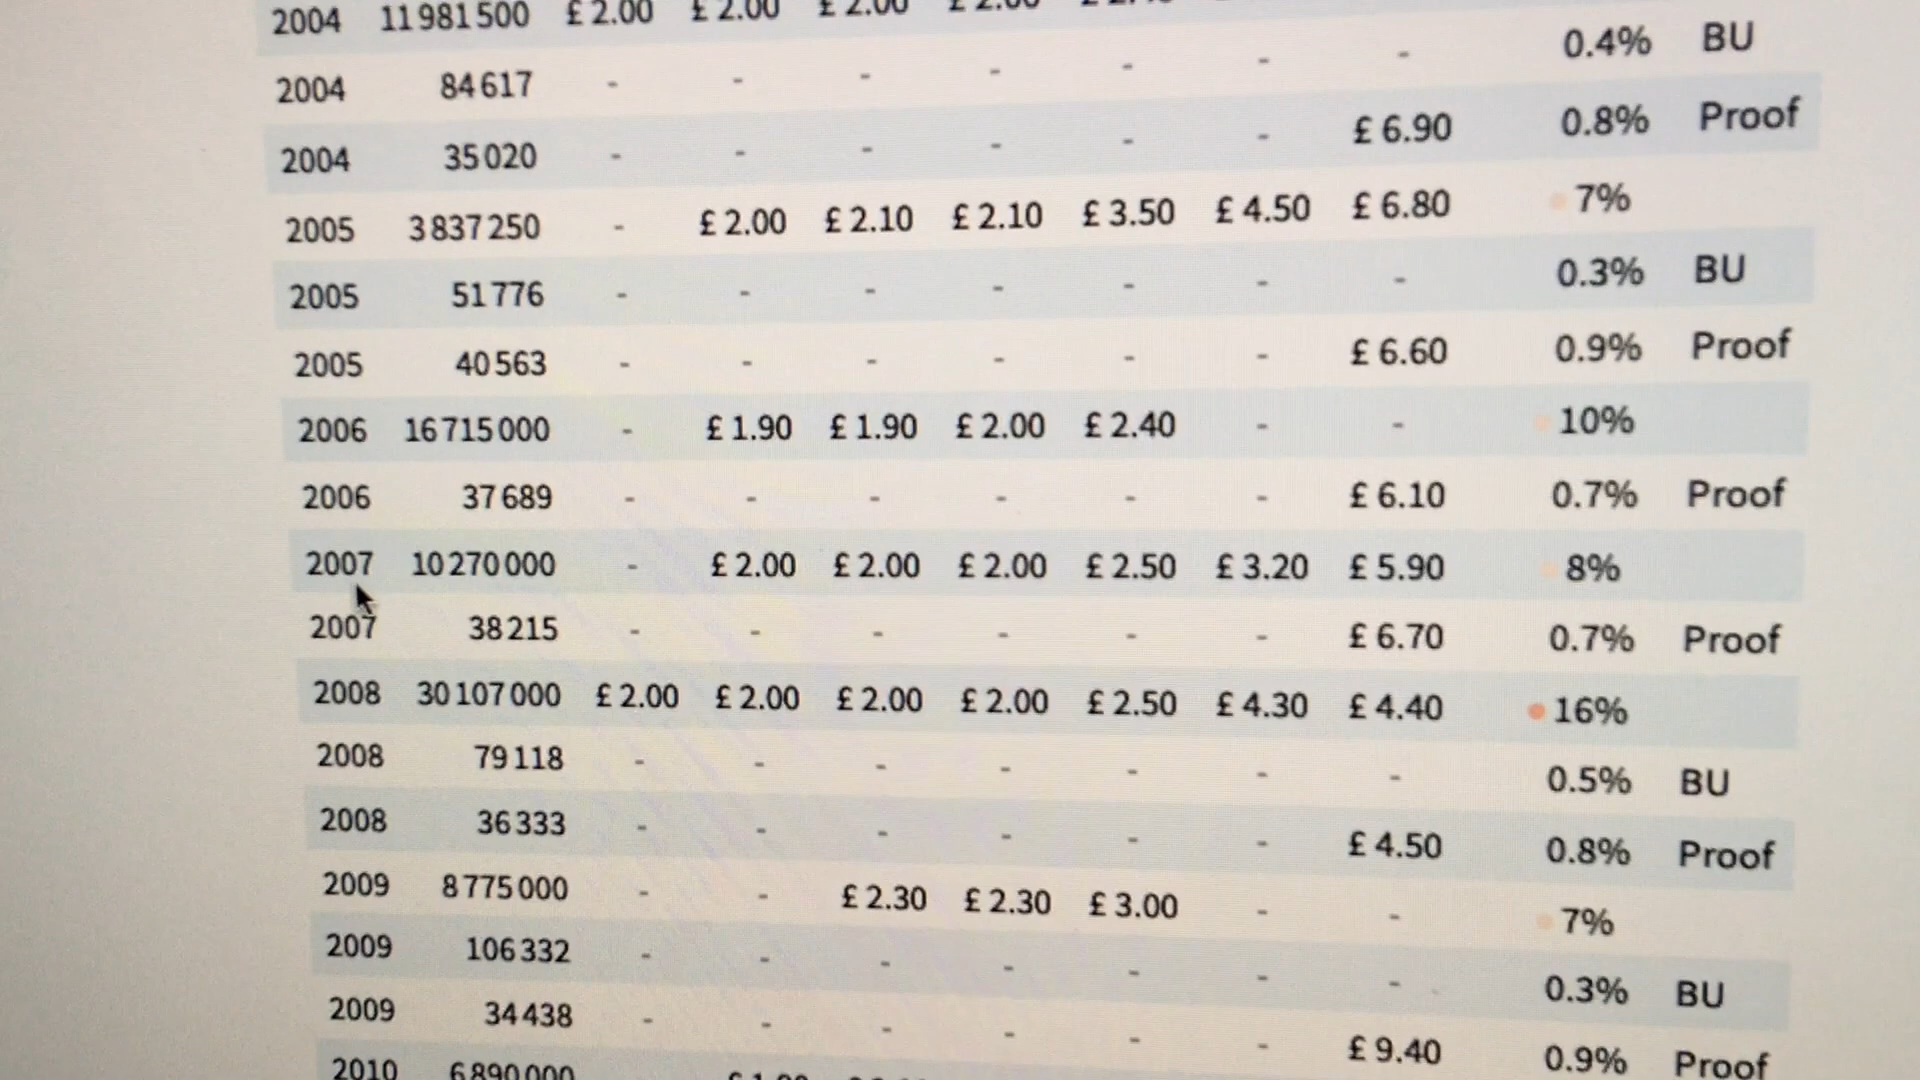 2004 11981500 £ 2.00 £ 2.00 £ 2.00 £ 2.00
2004 84617 - - - - - - - 0.4% BU
2004 35020 - - - - - - £ 6.90 0.8% Proof
2005 3837250 - £ 2.00 £ 2.10 £ 2.10 £ 3.50 £ 4.50 £ 6.80 7%
2005 51776 - - - - - - - 0.3% BU
2005 40563 - - - - - - £ 6.60 0.9% Proof
2006 16715000 - £ 1.90 £ 1.90 £ 2.00 £ 2.40 - - 10%
2006 37689 - - - - - - £ 6.10 0.7% Proof
2007 10270000 - £ 2.00 £ 2.00 £ 2.00 £ 2.50 £ 3.20 £ 5.90 8%
2007 38215 - - - - - - £ 6.70 0.7% Proof
2008 30107000 £ 2.00 £ 2.00 £ 2.00 £ 2.00 £ 2.50 £ 4.30 £ 4.40 16%
2008 79118 - - - - - - - 0.5% BU
2008 36333 - - - - - - £ 4.50 0.8% Proof
2009 8775000 - - £ 2.30 £ 2.30 £ 3.00 - - 7%
2009 106332 - - - - - - - 0.3% BU
2009 34438 - - - - - - £ 9.40 0.9% Proof
2010 6890000